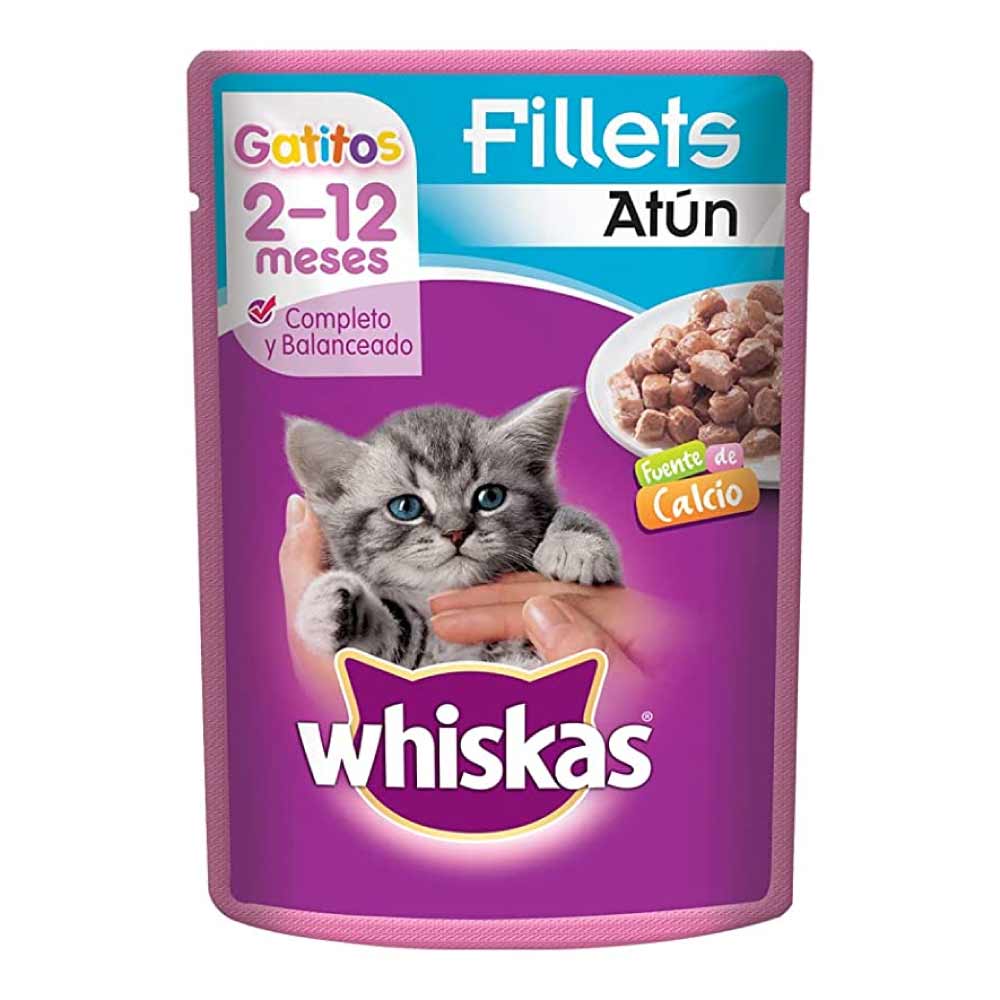 Gatitos
2-12
meses
Completo
y Balanceado
Fillets
Atún
Fuente de
Calcio
whiskas®